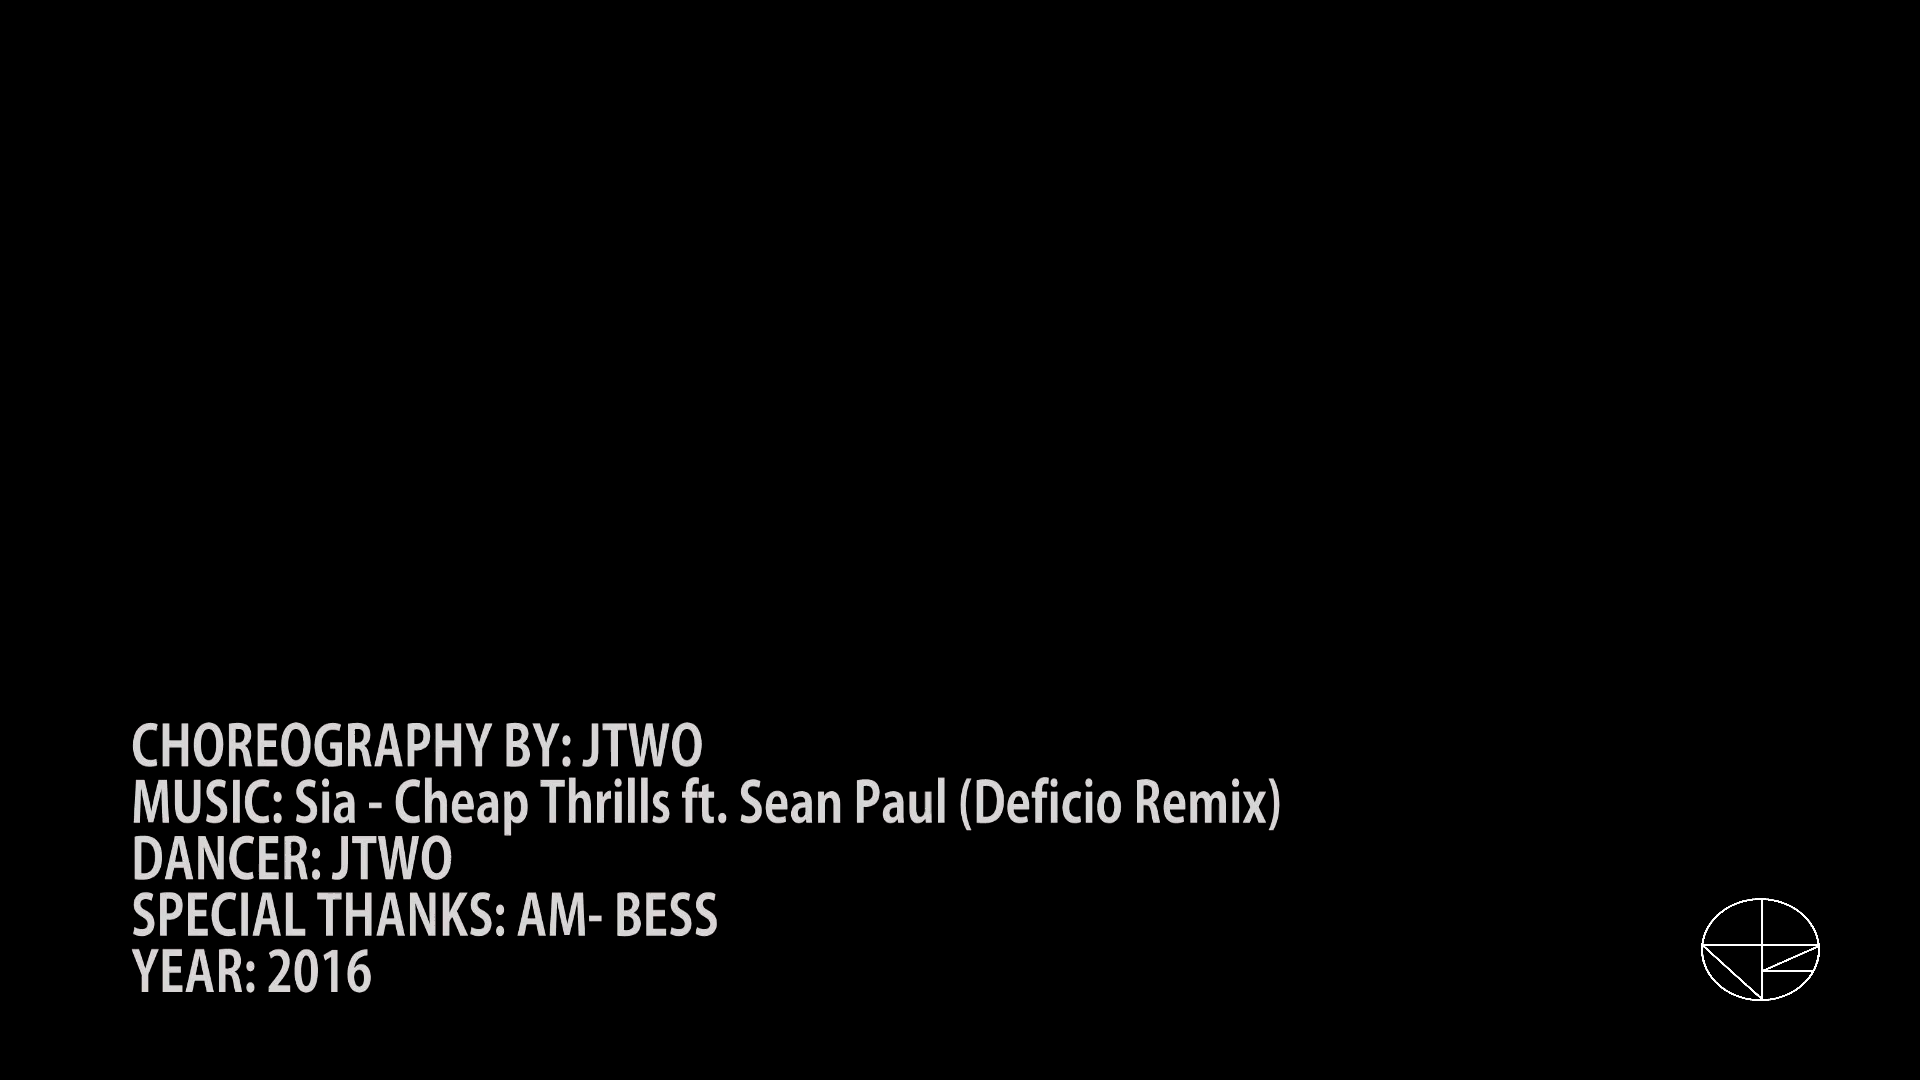 CHOREOGRAPHY BY: JTWO
MUSIC: Sia - Cheap Thrills ft. Sean Paul (Deficio Remix)
DANCER: JTWO
SPECIAL THANKS: AM- BESS
YEAR: 2016